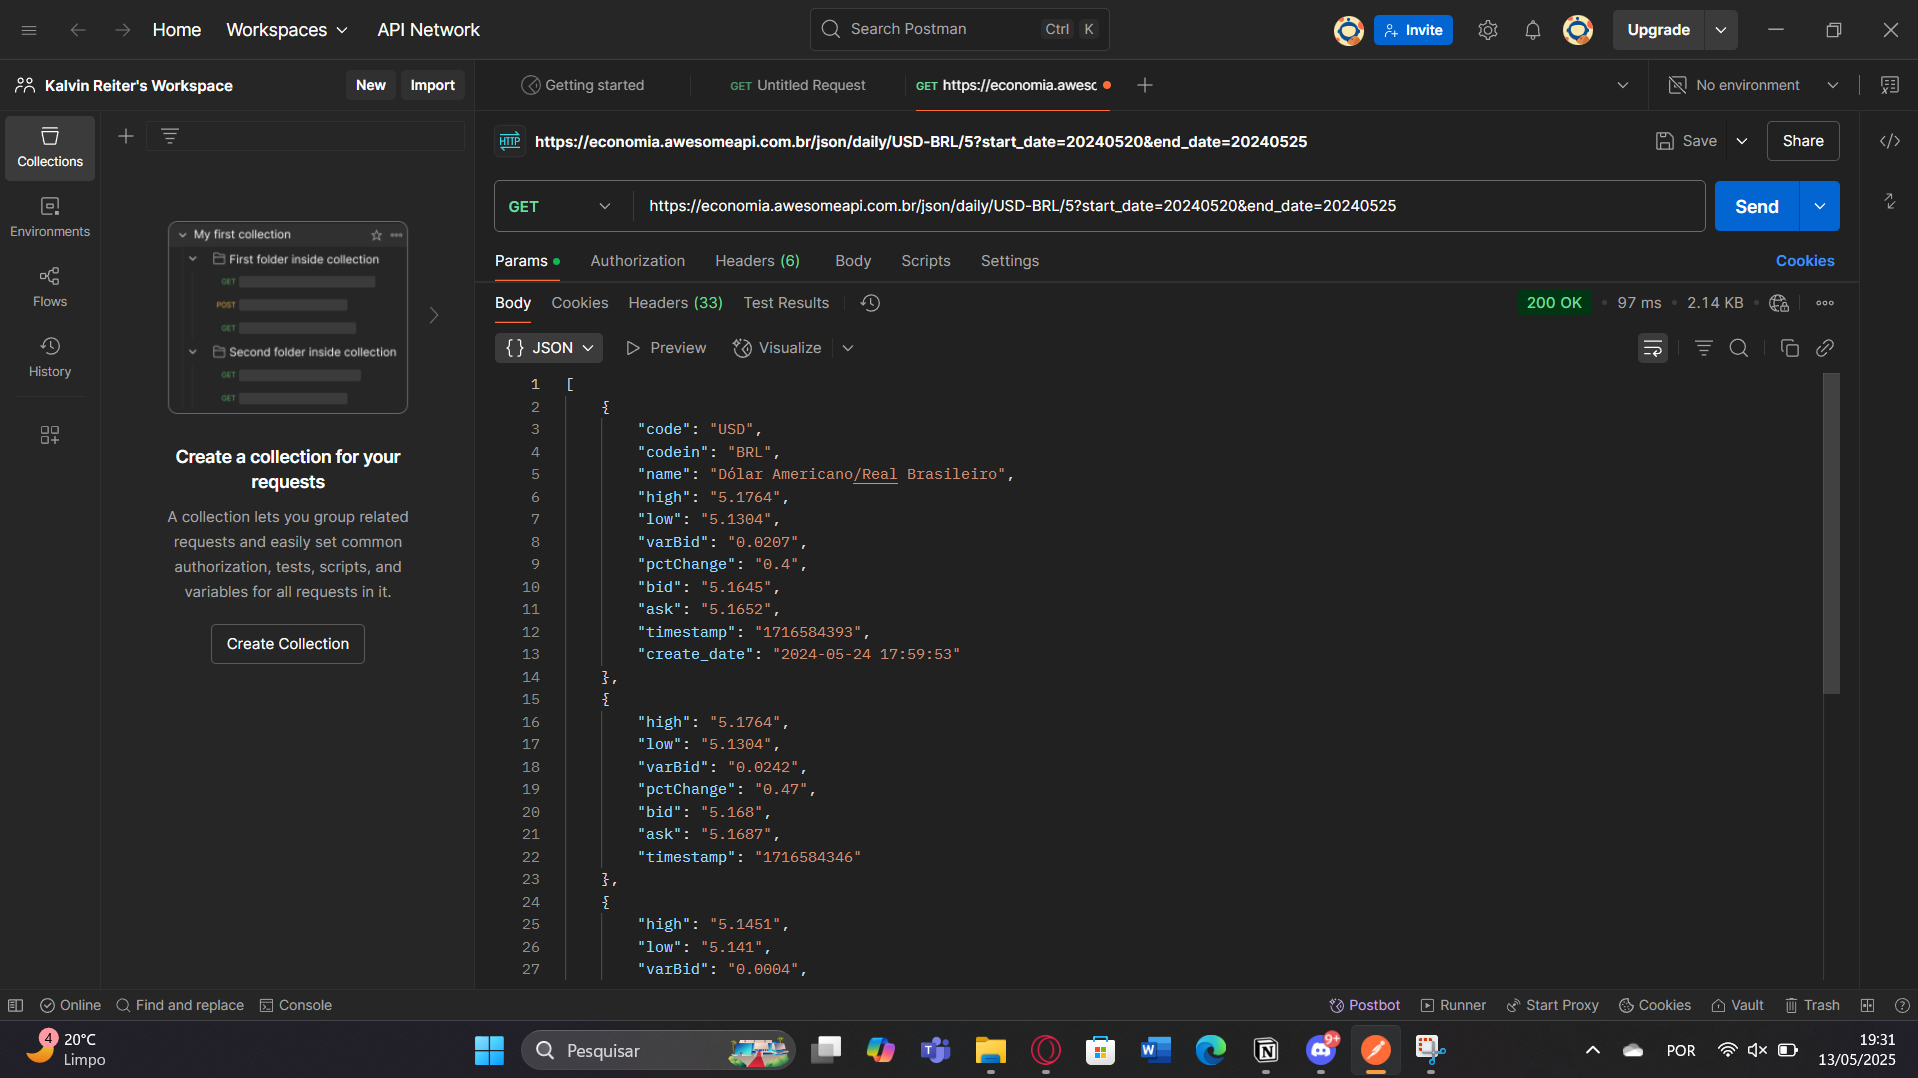 Home
Workspaces
API Network
Search Postman
Ctrl K
Invite
Upgrade
Kalvin Reiter's Workspace
New
Import
Getting started
GET Untitled Request
GET https://economia.awesc
No environment
Collections
Environments
Flows
History
My first collection
First folder inside collection
GET
POST
GET
Second folder inside collection
GET
GET
Create a collection for your
requests
A collection lets you group related
requests and easily set common
authorization, tests, scripts, and
variables for all requests in it.
Create Collection
HTTP https://economia.awesomeapi.com.br/json/daily/USD-BRL/5?start_date=20240520&end_date=20240525
Save
Share
GET https://economia.awesomeapi.com.br/json/daily/USD-BRL/5?start_date=20240520&end_date=20240525
Send
Params Authorization Headers (6) Body Scripts Settings Cookies
Body Cookies Headers (33) Test Results 200 OK 97 ms 2.14 KB
{} JSON Preview Visualize
1 [
2 {
3 "code": "USD",
4 "codein": "BRL",
5 "name": "Dólar Americano/Real Brasileiro",
6 "high": "5.1764",
7 "low": "5.1304",
8 "varBid": "0.0207",
9 "pctChange": "0.4",
10 "bid": "5.1645",
11 "ask": "5.1652",
12 "timestamp": "1716584393",
13 "create_date": "2024-05-24 17:59:53"
14 },
15 {
16 "high": "5.1764",
17 "low": "5.1304",
18 "varBid": "0.0242",
19 "pctChange": "0.47",
20 "bid": "5.168",
21 "ask": "5.1687",
22 "timestamp": "1716584346"
23 },
24 {
25 "high": "5.1451",
26 "low": "5.141",
27 "varBid": "0.0004",
Online Find and replace Console Postbot Runner Start Proxy Cookies Vault Trash
4
20°C
Limpo
Pesquisar
9+
POR
19:31
13/05/2025